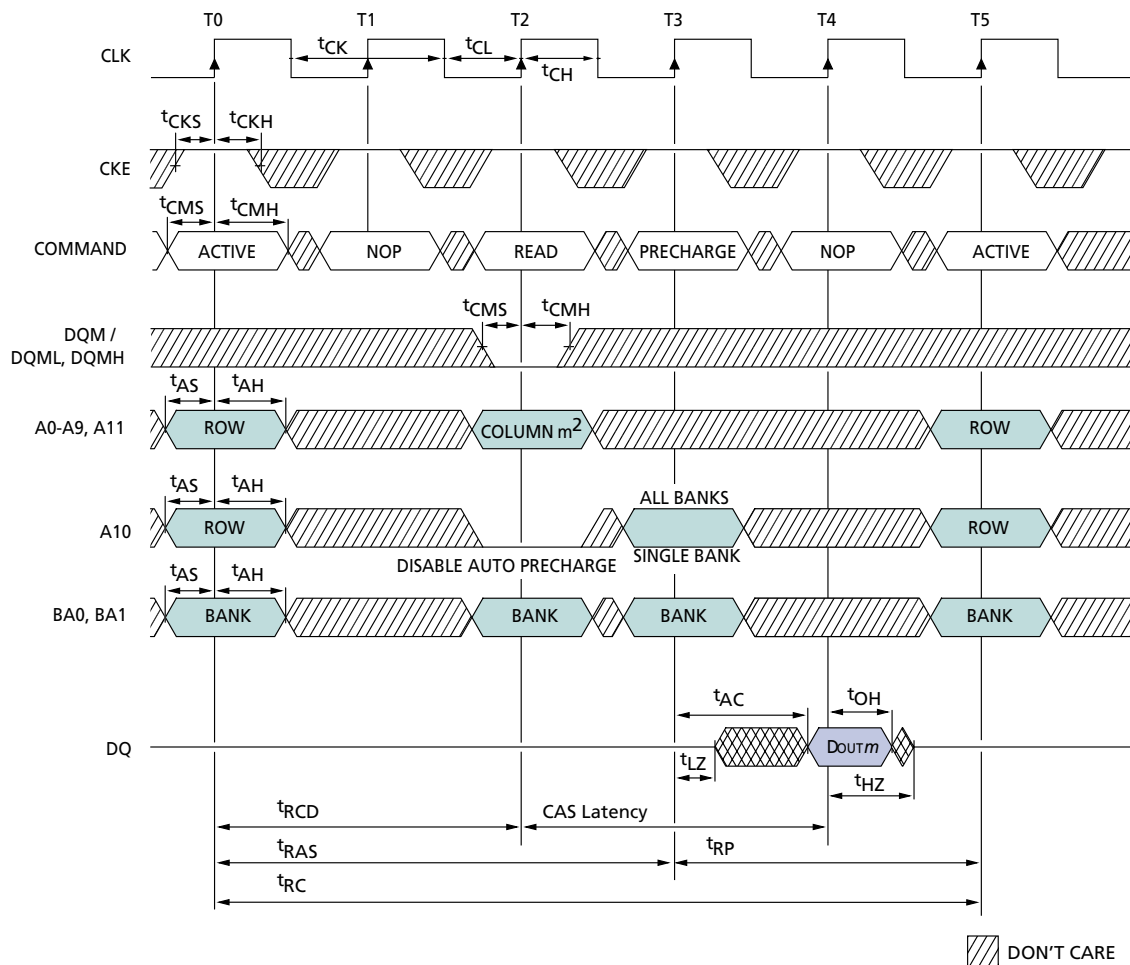 T0 T1 T2 T3 T4 T5
CLK
tCK tCL
tCH
tCKS tCKH
CKE
tCMS tCMH
COMMAND ACTIVE NOP READ PRECHARGE NOP ACTIVE
tCMS tCMH
DQM /
DQML, DQMH
tAS tAH
A0-A9, A11 ROW COLUMN m2 ROW
tAS tAH
ALL BANKS
A10 ROW ROW
DISABLE AUTO PRECHARGE SINGLE BANK
tAS tAH
BA0, BA1 BANK BANK BANK BANK
tAC tOH
DQ DOUT m
tLZ tHZ
tRCD CAS Latency
tRAS tRP
tRC
DON'T CARE